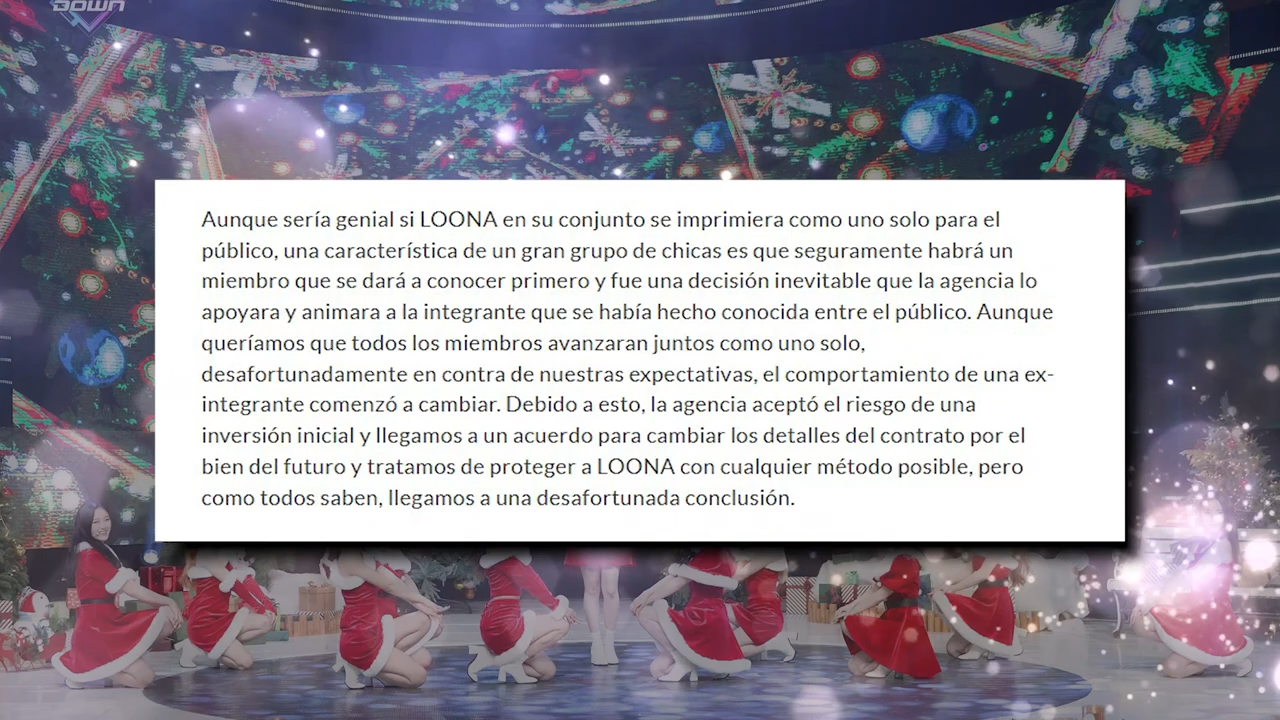 DOWN
Aunque sería genial si LOONA en su conjunto se imprimiera como uno solo para el
público, una característica de un gran grupo de chicas es que seguramente habrá un
miembro que se dará a conocer primero y fue una decisión inevitable que la agencia lo
apoyara y animara a la integrante que se había hecho conocida entre el público. Aunque
queríamos que todos los miembros avanzaran juntos como uno solo,
desafortunadamente en contra de nuestras expectativas, el comportamiento de una ex-
integrante comenzó a cambiar. Debido a esto, la agencia aceptó el riesgo de una
inversión inicial y llegamos a un acuerdo para cambiar los detalles del contrato por el
bien del futuro y tratamos de proteger a LOONA con cualquier método posible, pero
como todos saben, llegamos a una desafortunada conclusión.